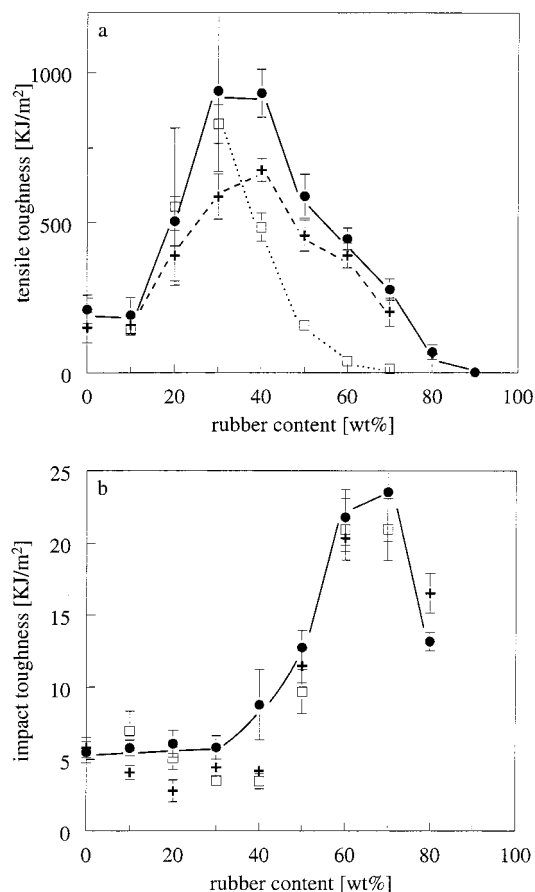 a
1000
500
0
tensile toughness [KJ/m²]
0 20 40 60 80 100
rubber content [wt%]
b
25
20
15
10
5
0
impact toughness [KJ/m²]
0 20 40 60 80 100
rubber content [wt%]